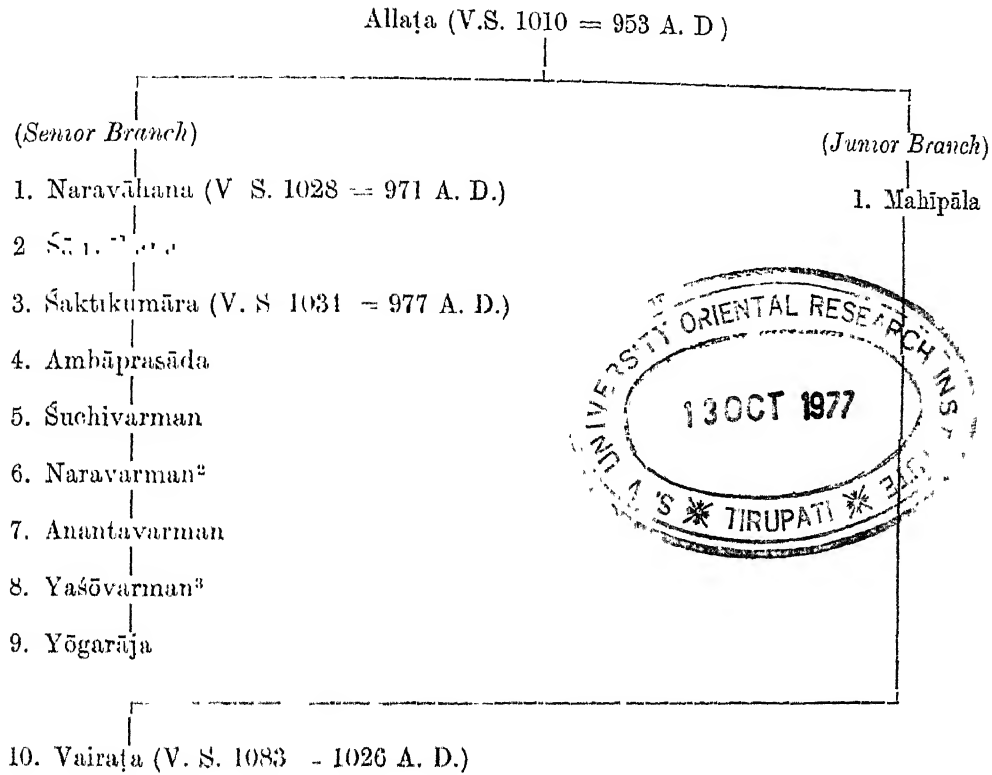 Allaṭa (V.S. 1010 = 953 A. D)
(Senior Branch)
(Junior Branch)
1. Naravāhana (V S. 1028 = 971 A. D.)
1. Mahīpāla
2
3. Śaktikumāra (V. S 1034 = 977 A. D.)
4. Ambāprasāda
5. Śuchivarman
6. Naravarman²
7. Anantavarman
8. Yaśōvarman³
9. Yōgarāja
10. Vairaṭa (V. S. 1083 - 1026 A. D.)
S. V. UNIVERSITY ORIENTAL RESEARCH
13 OCT 1977
TIRUPATI